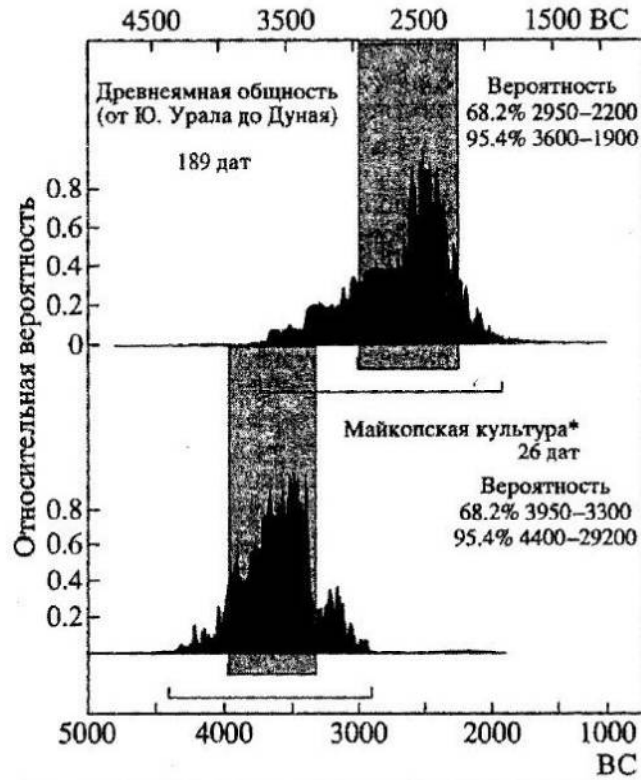 4500 3500 2500 1500 BC
Древнеямная общность
(от Ю. Урала до Дуная)
189 дат
Вероятность
68.2% 2950–2200
95.4% 3600–1900
Относительная вероятность
0.8
0.6
0.4
0.2
0
Майкопская культура*
26 дат
Вероятность
68.2% 3950–3300
95.4% 4400–29200
0.8
0.6
0.4
0.2
5000 4000 3000 2000 1000
BC